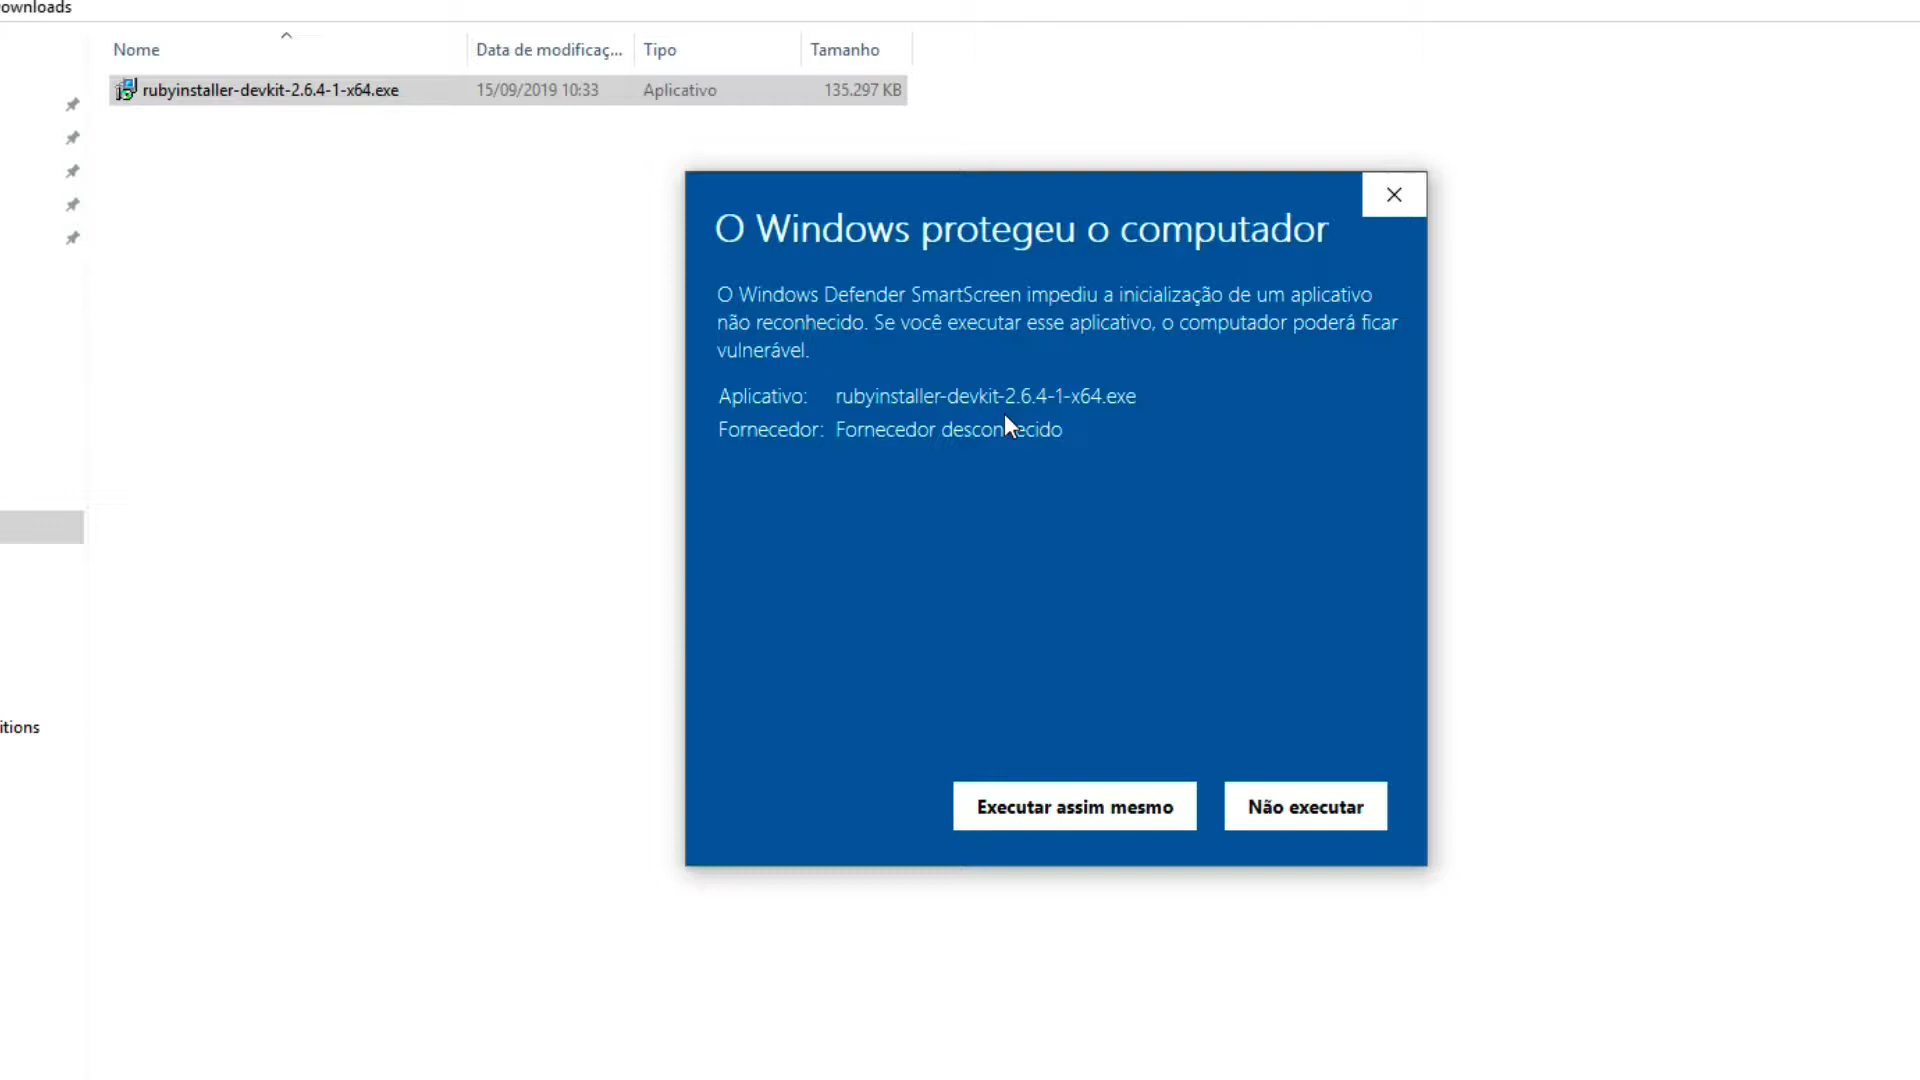 ownloads
Nome Data de modificaç... Tipo Tamanho
rubyinstaller-devkit-2.6.4-1-x64.exe 15/09/2019 10:33 Aplicativo 135.297 KB
O Windows protegeu o computador
O Windows Defender SmartScreen impediu a inicialização de um aplicativo
não reconhecido. Se você executar esse aplicativo, o computador poderá ficar
vulnerável.
Aplicativo: rubyinstaller-devkit-2.6.4-1-x64.exe
Fornecedor: Fornecedor desconhecido
itions
Executar assim mesmo Não executar